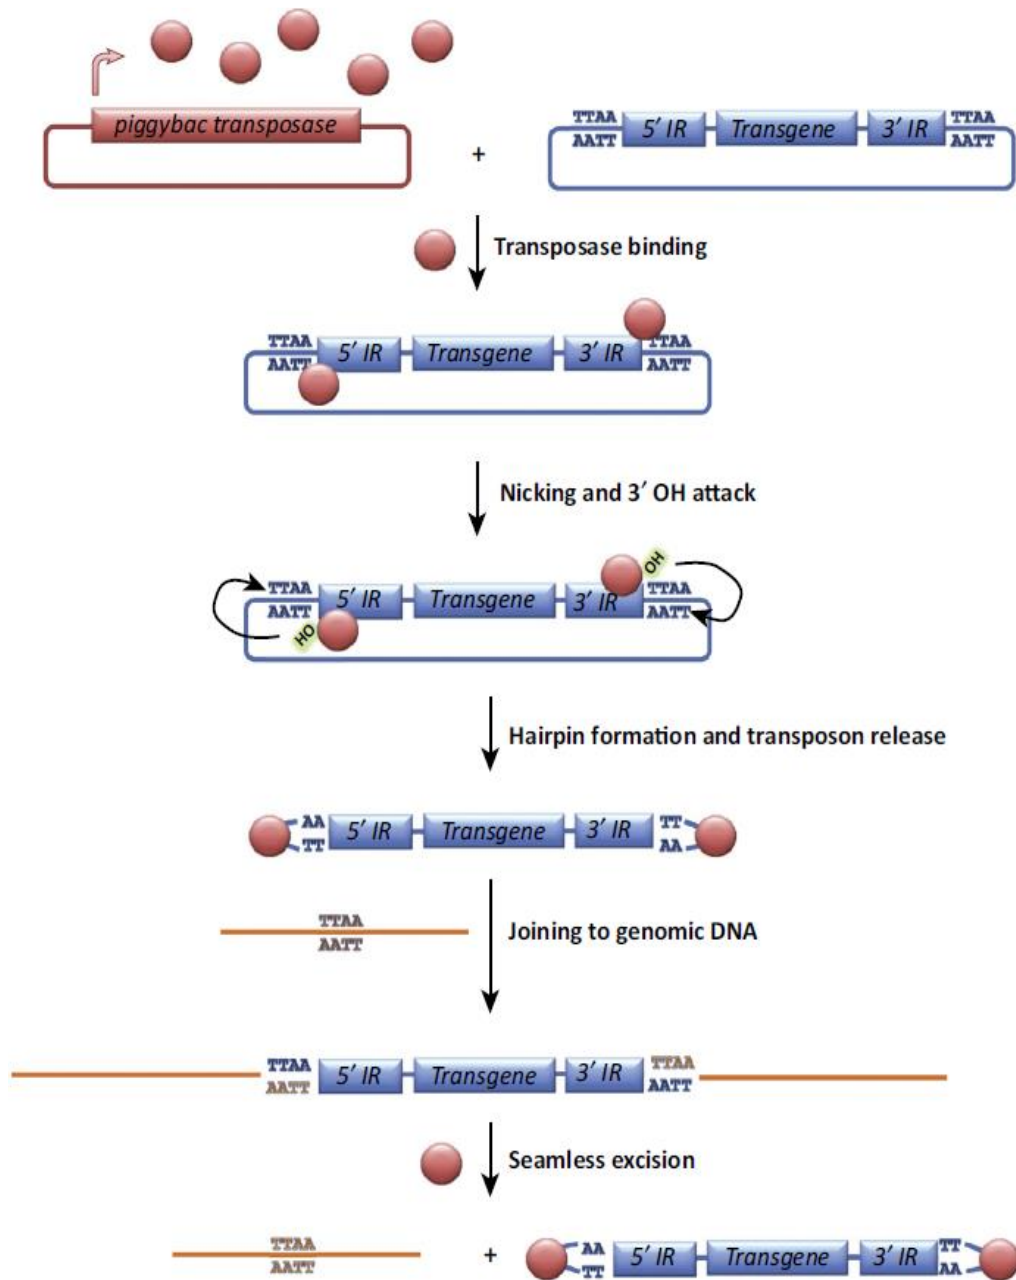 piggybac transposase
+
TTAA 5′ IR Transgene 3′ IR TTAA
AATT AATT
Transposase binding
TTAA 5′ IR Transgene 3′ IR TTAA
AATT AATT
Nicking and 3′ OH attack
OH
TTAA 5′ IR Transgene 3′ IR TTAA
AATT AATT
HO
Hairpin formation and transposon release
AA 5′ IR Transgene 3′ IR TT
TT AA
TTAA
AATT
Joining to genomic DNA
TTAA 5′ IR Transgene 3′ IR TTAA
AATT AATT
Seamless excision
TTAA
AATT
+
AA 5′ IR Transgene 3′ IR TT
TT AA